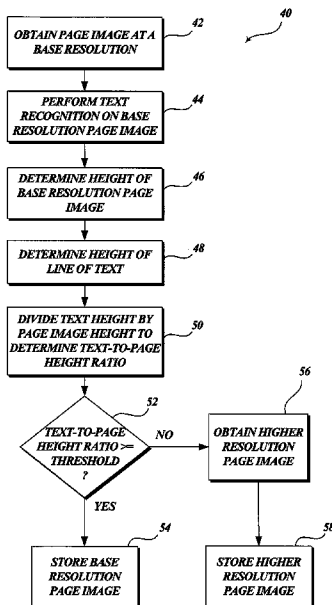 42
OBTAIN PAGE IMAGE AT A
BASE RESOLUTION
40
44
PERFORM TEXT
RECOGNITION ON BASE
RESOLUTION PAGE IMAGE
46
DETERMINE HEIGHT OF
BASE RESOLUTION PAGE
IMAGE
48
DETERMINE HEIGHT OF
LINE OF TEXT
50
DIVIDE TEXT HEIGHT BY
PAGE IMAGE HEIGHT TO
DETERMINE TEXT-TO-PAGE
HEIGHT RATIO
52
TEXT-TO-PAGE
HEIGHT RATIO >=
THRESHOLD
?
NO
YES
56
OBTAIN HIGHER
RESOLUTION
PAGE IMAGE
54
STORE BASE
RESOLUTION
PAGE IMAGE
58
STORE HIGHER
RESOLUTION
PAGE IMAGE